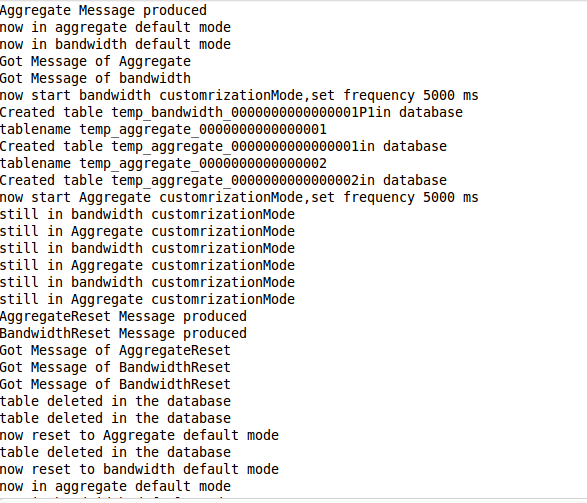 Aggregate Message produced
now in aggregate default mode
now in bandwidth default mode
Got Message of Aggregate
Got Message of bandwidth
now start bandwidth customrizationMode,set frequency 5000 ms
Created table temp_bandwidth_0000000000000001P1in database
tablename temp_aggregate_0000000000000001
Created table temp_aggregate_0000000000000001in database
tablename temp_aggregate_0000000000000002
Created table temp_aggregate_0000000000000002in database
now start Aggregate customrizationMode,set frequency 5000 ms
still in bandwidth customrizationMode
still in Aggregate customrizationMode
still in bandwidth customrizationMode
still in Aggregate customrizationMode
still in bandwidth customrizationMode
still in Aggregate customrizationMode
AggregateReset Message produced
BandwidthReset Message produced
Got Message of AggregateReset
Got Message of BandwidthReset
Got Message of BandwidthReset
table deleted in the database
table deleted in the database
now reset to Aggregate default mode
table deleted in the database
now reset to bandwidth default mode
now in aggregate default mode